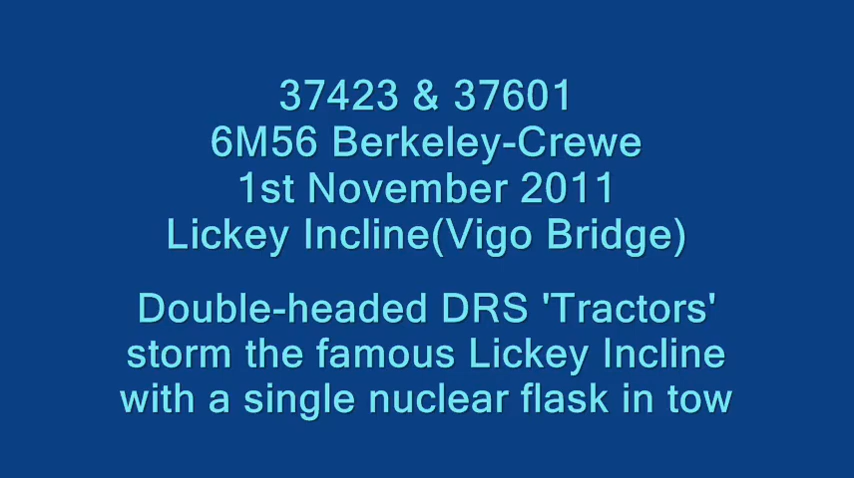 37423 & 37601
6M56 Berkeley-Crewe
1st November 2011
Lickey Incline(Vigo Bridge)
Double-headed DRS 'Tractors'
storm the famous Lickey Incline
with a single nuclear flask in tow